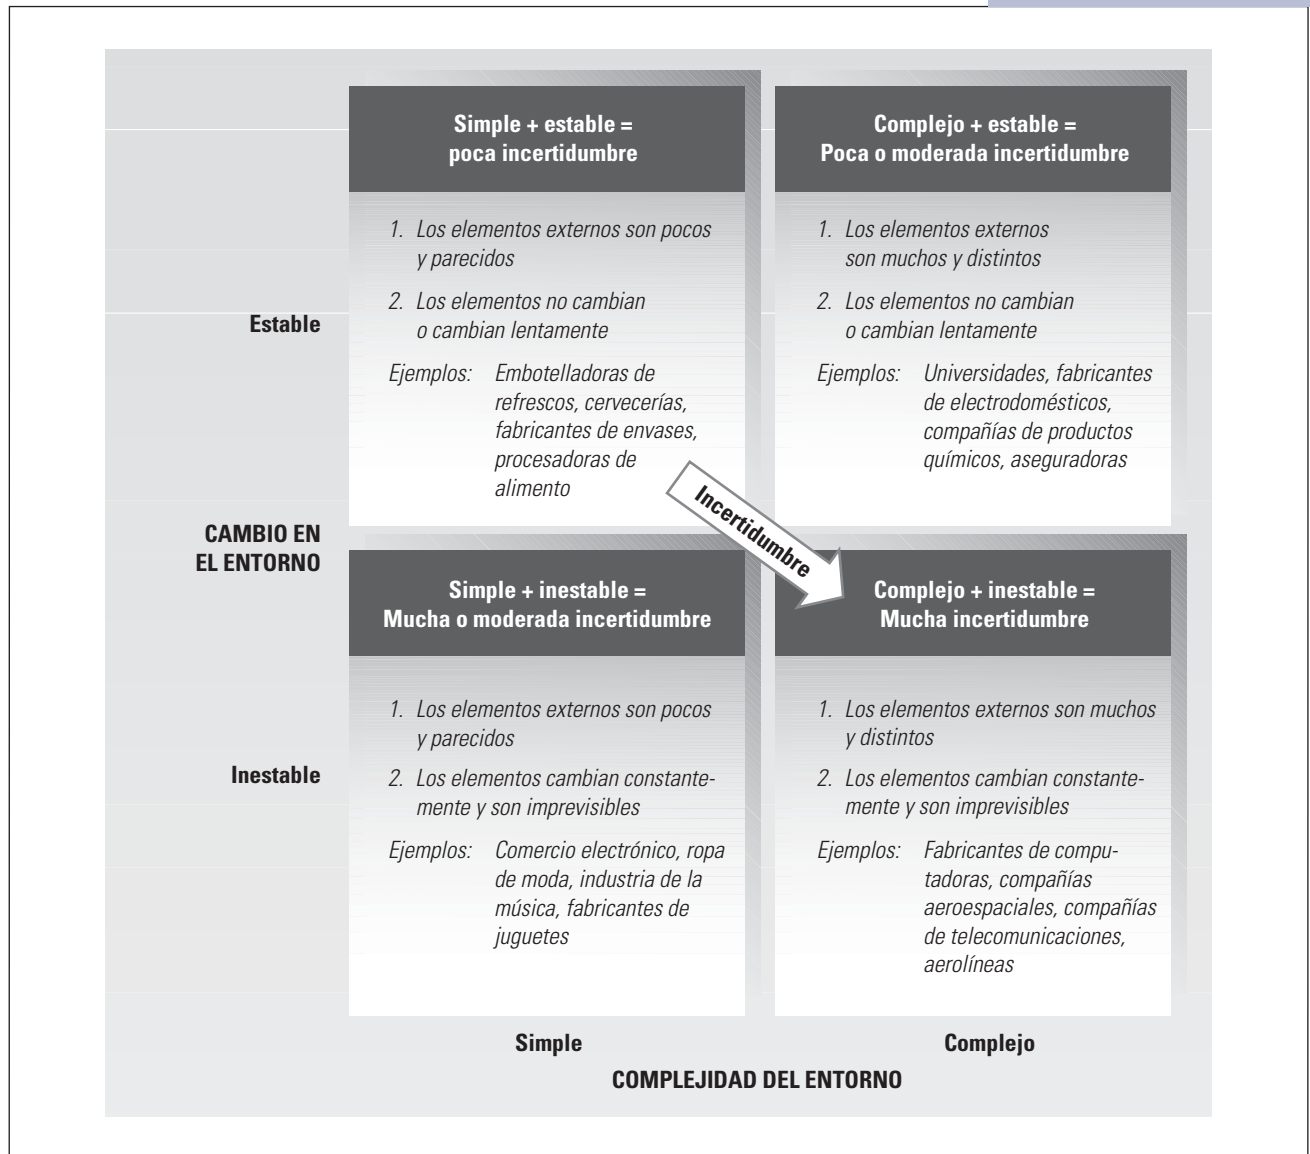 Simple + estable =
poca incertidumbre
1. Los elementos externos son pocos
y parecidos
2. Los elementos no cambian
o cambian lentamente
Ejemplos: Embotelladoras de
refrescos, cervecerías,
fabricantes de envases,
procesadoras de
alimento
Complejo + estable =
Poca o moderada incertidumbre
1. Los elementos externos
son muchos y distintos
2. Los elementos no cambian
o cambian lentamente
Ejemplos: Universidades, fabricantes
de electrodomésticos,
compañías de productos
químicos, aseguradoras
Estable
Incertidumbre
CAMBIO EN
EL ENTORNO
Simple + inestable =
Mucha o moderada incertidumbre
1. Los elementos externos son pocos
y parecidos
2. Los elementos cambian constante-
mente y son imprevisibles
Ejemplos: Comercio electrónico, ropa
de moda, industria de la
música, fabricantes de
juguetes
Complejo + inestable =
Mucha incertidumbre
1. Los elementos externos son muchos
y distintos
2. Los elementos cambian constante-
mente y son imprevisibles
Ejemplos: Fabricantes de compu-
tadoras, compañías
aeroespaciales, compañías
de telecomunicaciones,
aerolíneas
Inestable
Simple
Complejo
COMPLEJIDAD DEL ENTORNO